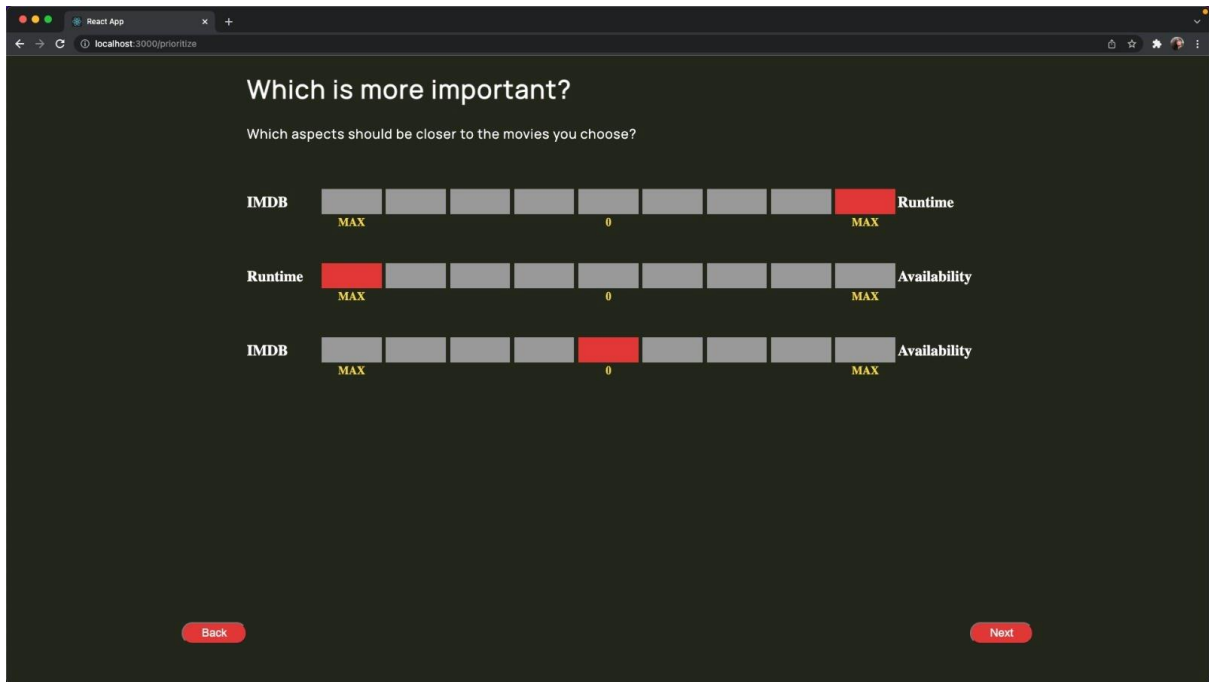 React App
localhost:3000/prioritize
Which is more important?
Which aspects should be closer to the movies you choose?
IMDB Runtime
MAX 0 MAX
Runtime Availability
MAX 0 MAX
IMDB Availability
MAX 0 MAX
Back Next